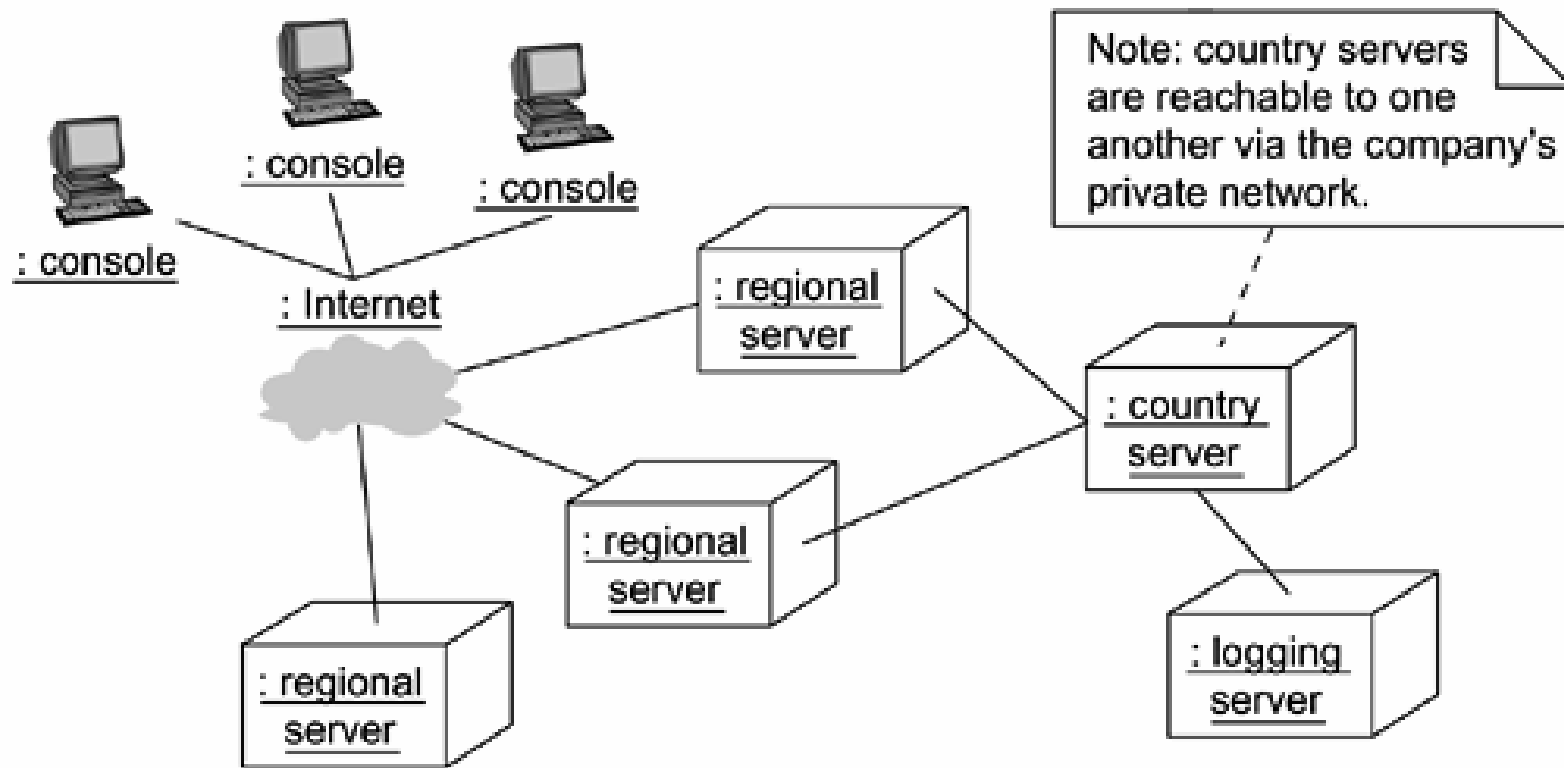 : console
: console
: console
: Internet
Note: country servers
are reachable to one
another via the company's
private network.
: regional
server
: country
server
: regional
server
: regional
server
: logging
server